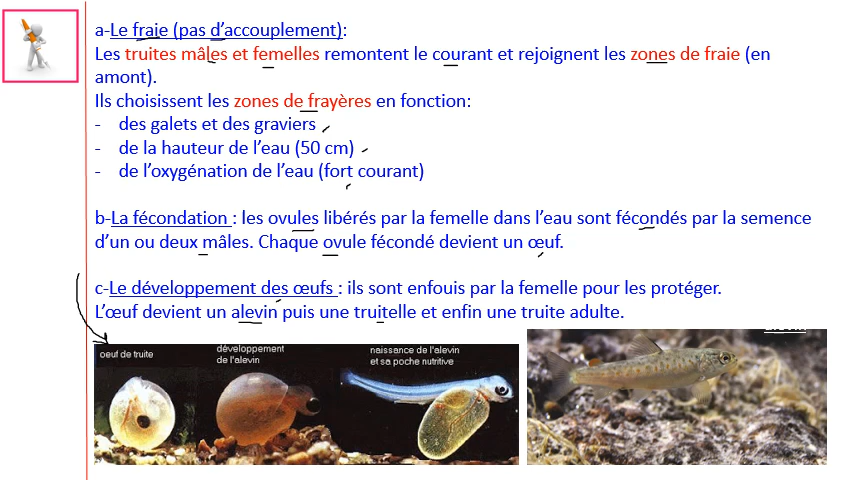 a-Le fraie (pas d'accouplement):
Les truites mâles et femelles remontent le courant et rejoignent les zones de fraie (en
amont).
Ils choisissent les zones de frayères en fonction:
- des galets et des graviers
- de la hauteur de l'eau (50 cm)
- de l'oxygénation de l'eau (fort courant)
b-La fécondation : les ovules libérés par la femelle dans l'eau sont fécondés par la semence
d'un ou deux mâles. Chaque ovule fécondé devient un œuf.
c-Le développement des œufs : ils sont enfouis par la femelle pour les protéger.
L'œuf devient un alevin puis une truitelle et enfin une truite adulte.
oeuf de truite
développement
de l'alevin
naissance de l'alevin
et sa poche nutritive